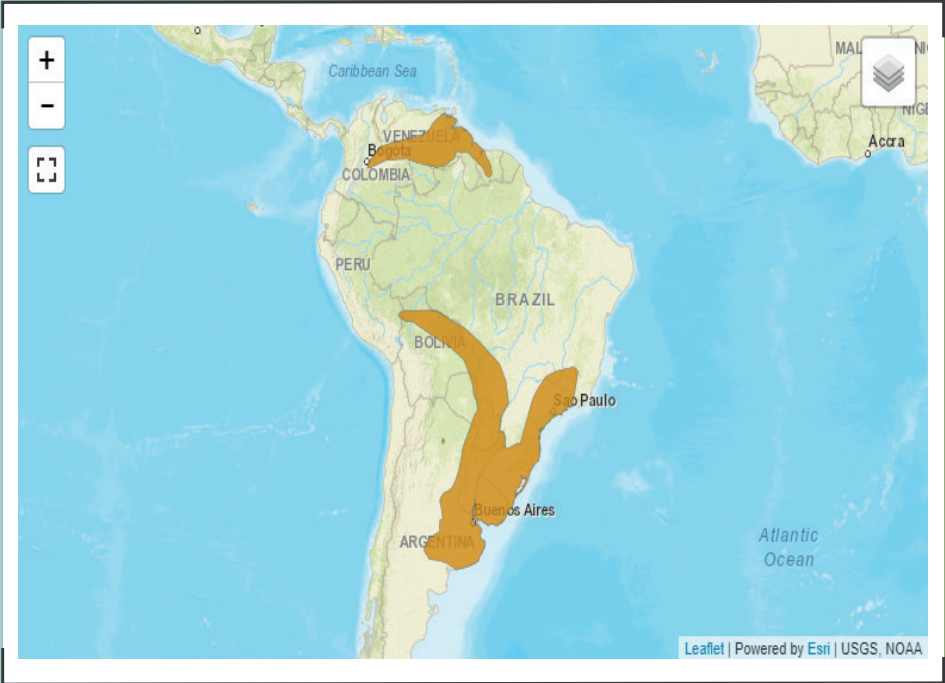 +
−
Caribbean Sea
MAL
NI
NIGE
Accra
VENEZUELA
Bogota
COLOMBIA
PERU
BRAZIL
BOLIVIA
Sao Paulo
Buenos Aires
ARGENTINA
Atlantic
Ocean
Leaflet | Powered by Esri | USGS, NOAA